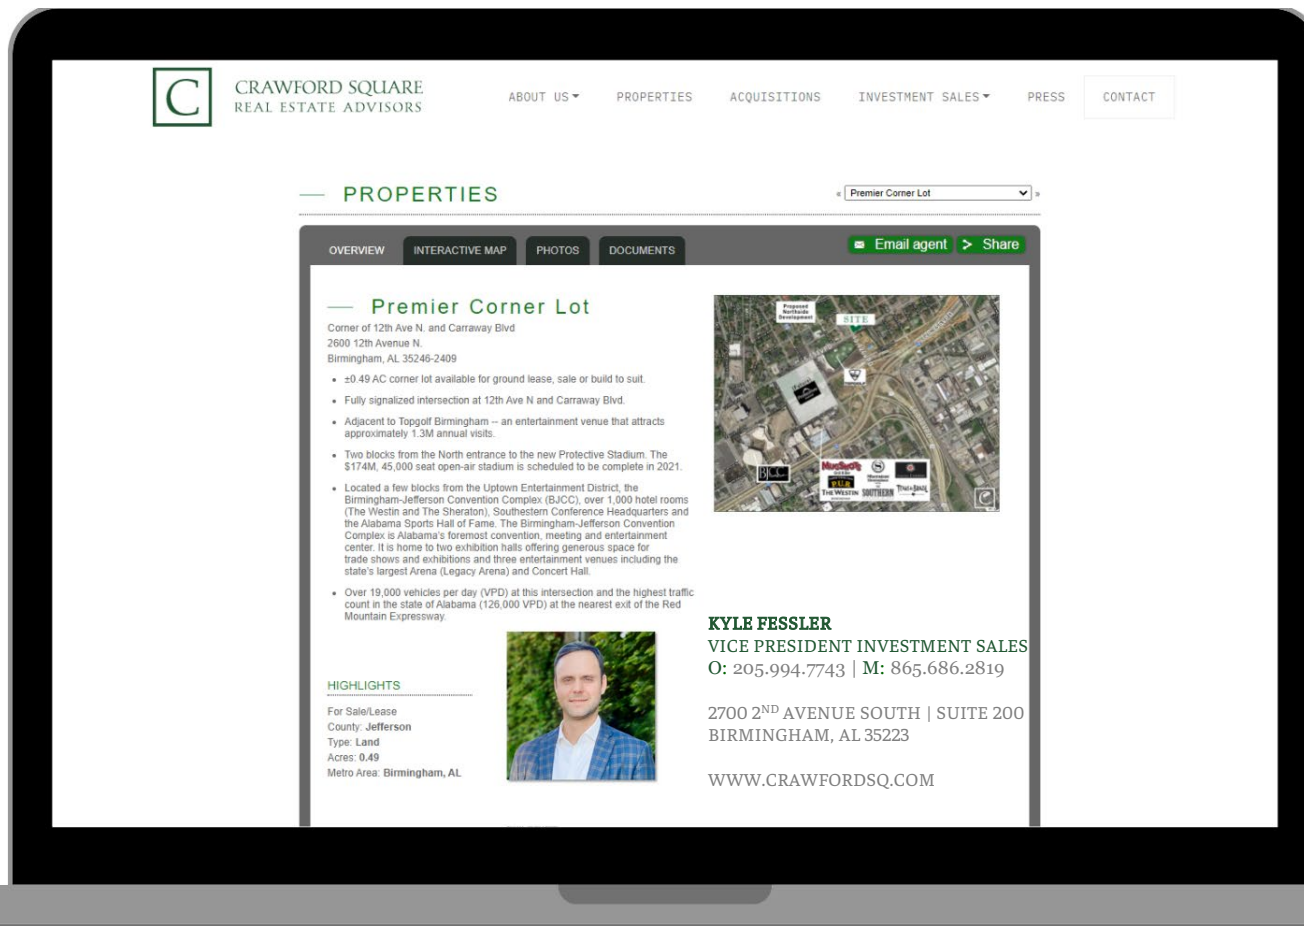 C
CRAWFORD SQUARE
REAL ESTATE ADVISORS
ABOUT US
PROPERTIES
ACQUISITIONS
INVESTMENT SALES
PRESS
CONTACT
PROPERTIES
« Premier Corner Lot »
OVERVIEW
INTERACTIVE MAP
PHOTOS
DOCUMENTS
Email agent
Share
Premier Corner Lot
Corner of 12th Ave N. and Carraway Blvd
2600 12th Avenue N.
Birmingham, AL 35246-2409
• ±0.49 AC corner lot available for ground lease, sale or build to suit.
• Fully signalized intersection at 12th Ave N and Carraway Blvd.
• Adjacent to Topgolf Birmingham -- an entertainment venue that attracts
approximately 1.3M annual visits.
• Two blocks from the North entrance to the new Protective Stadium. The
$174M, 45,000 seat open-air stadium is scheduled to be complete in 2021.
• Located a few blocks from the Uptown Entertainment District, the
Birmingham-Jefferson Convention Complex (BJCC), over 1,000 hotel rooms
(The Westin and The Sheraton), Southestern Conference Headquarters and
the Alabama Sports Hall of Fame. The Birmingham-Jefferson Convention
Complex is Alabama's foremost convention, meeting and entertainment
center. It is home to two exhibition halls offering generous space for
trade shows and exhibitions and three entertainment venues including the
state's largest Arena (Legacy Arena) and Concert Hall.
• Over 19,000 vehicles per day (VPD) at this intersection and the highest traffic
count in the state of Alabama (126,000 VPD) at the nearest exit of the Red
Mountain Expressway.
Proposed
Northside
Development
SITE
BJCC
MUGSHOTS
P.U.B
THE WESTIN
SOUTHERN
TEXAS de BRAZIL
HIGHLIGHTS
For Sale/Lease
County: Jefferson
Type: Land
Acres: 0.49
Metro Area: Birmingham, AL
KYLE FESSLER
VICE PRESIDENT INVESTMENT SALES
O: 205.994.7743 | M: 865.686.2819
2700 2ND AVENUE SOUTH | SUITE 200
BIRMINGHAM, AL 35223
WWW.CRAWFORDSQ.COM